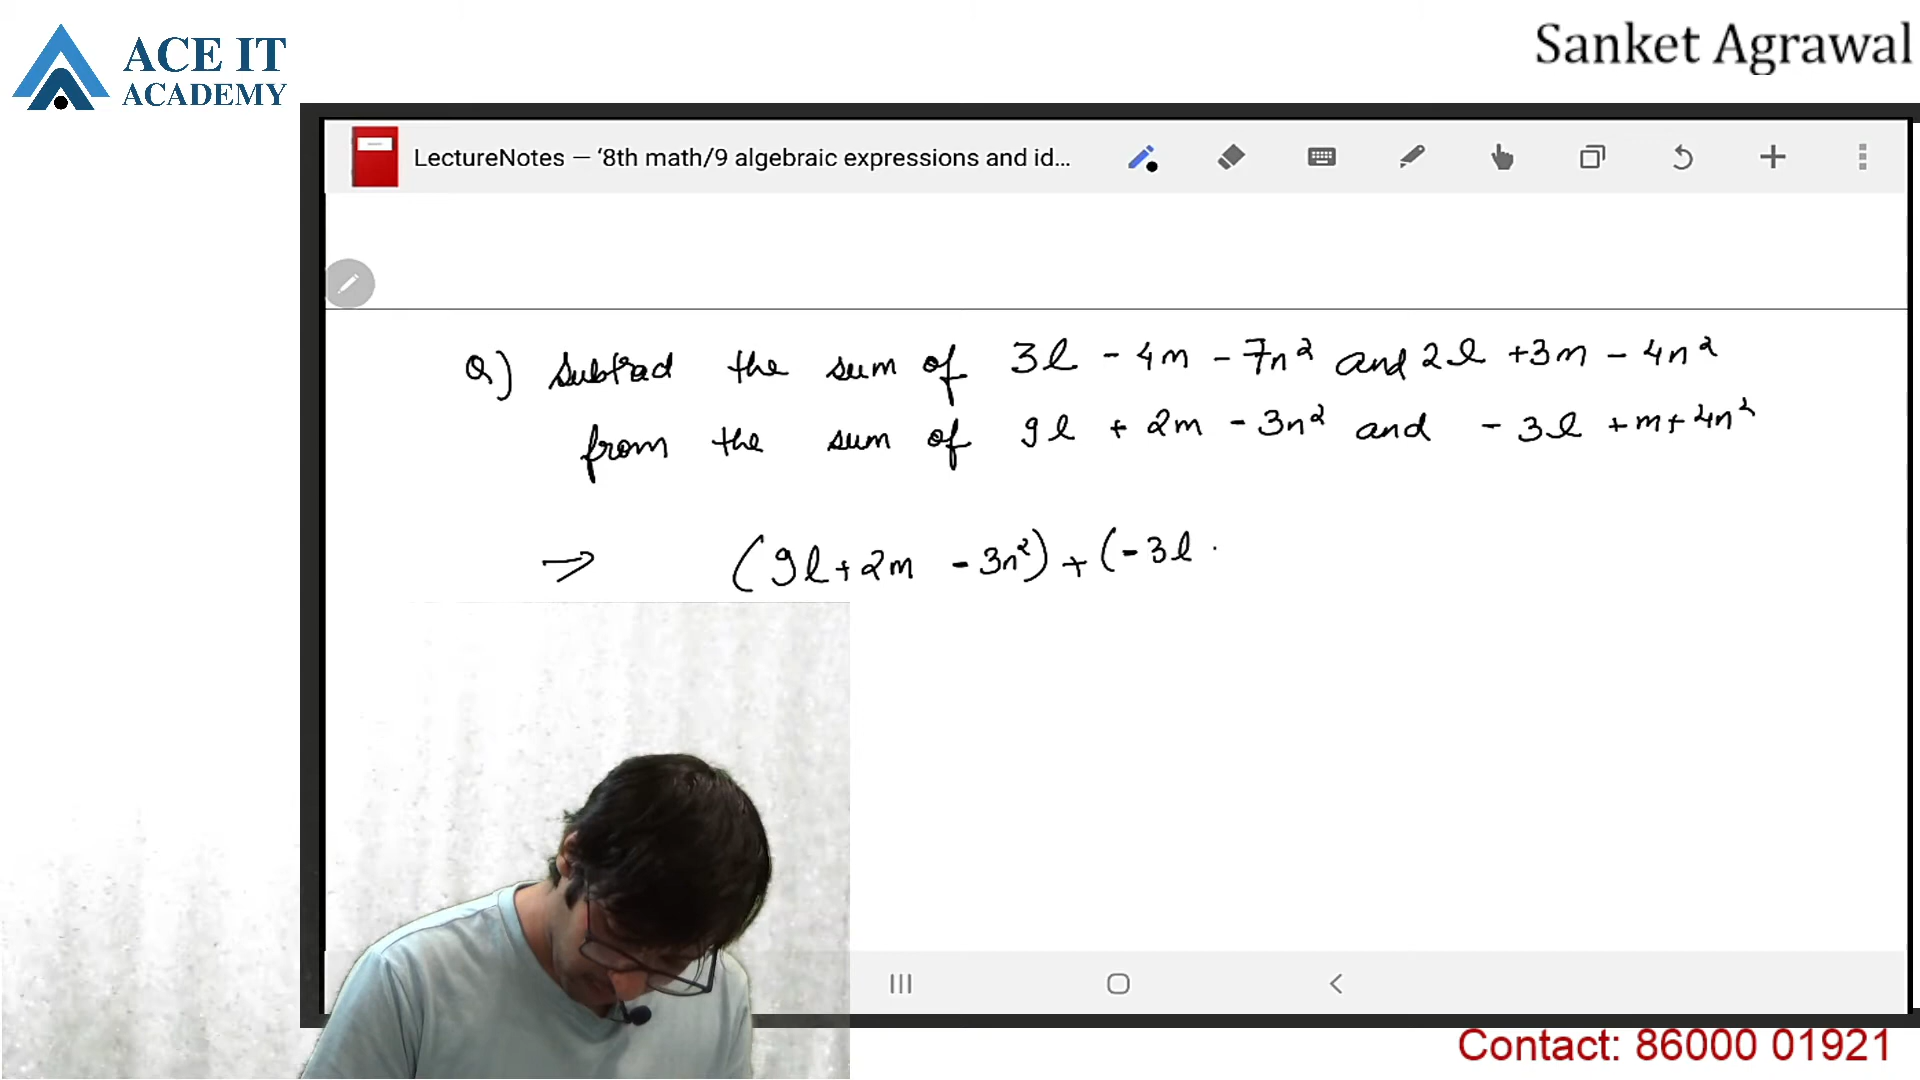 ACE IT
ACADEMY
Sanket Agrawal
LectureNotes — ‘8th math/9 algebraic expressions and id...
Q) Subtract the sum of 3l - 4m - 7n² and 2l + 3m - 4n²
from the sum of 9l + 2m - 3n² and - 3l + m + 4n²
⇒ (9l + 2m - 3n²) + (-3l
Contact: 86000 01921